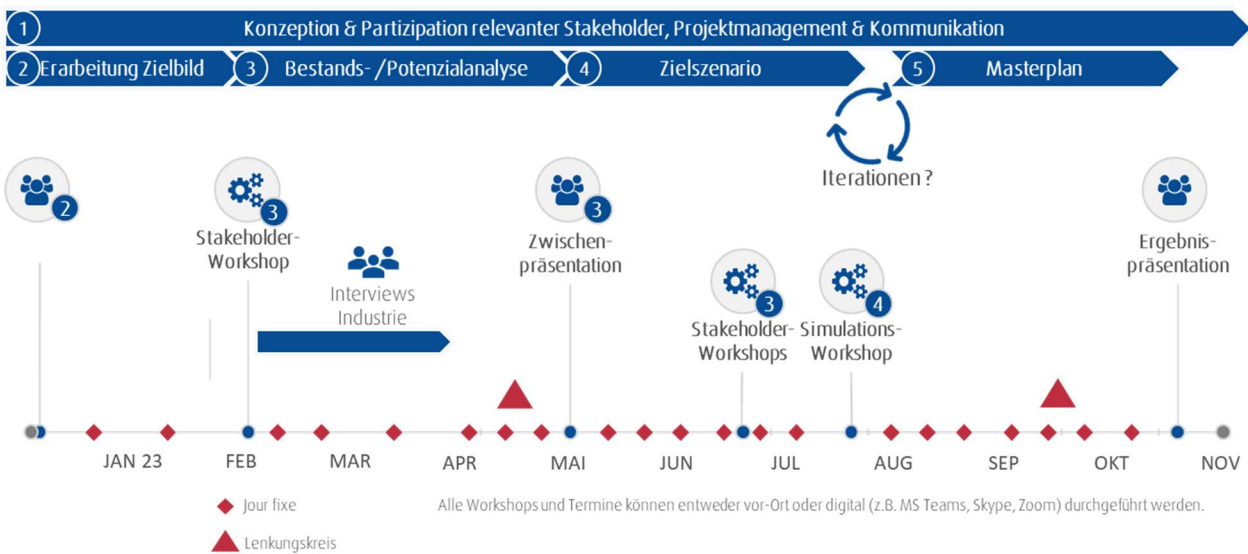 1 Konzeption & Partizipation relevanter Stakeholder, Projektmanagement & Kommunikation
2 Erarbeitung Zielbild 3 Bestands- /Potenzialanalyse 4 Zielszenario 5 Masterplan
Iterationen ?
2
3
Stakeholder-
Workshop
Interviews
Industrie
3
Zwischen-
präsentation
3
Stakeholder-
Workshops
4
Simulations-
Workshop
Ergebnis-
präsentation
JAN 23 FEB MAR APR MAI JUN JUL AUG SEP OKT NOV
Jour fixe
Alle Workshops und Termine können entweder vor-Ort oder digital (z.B. MS Teams, Skype, Zoom) durchgeführt werden.
Lenkungskreis